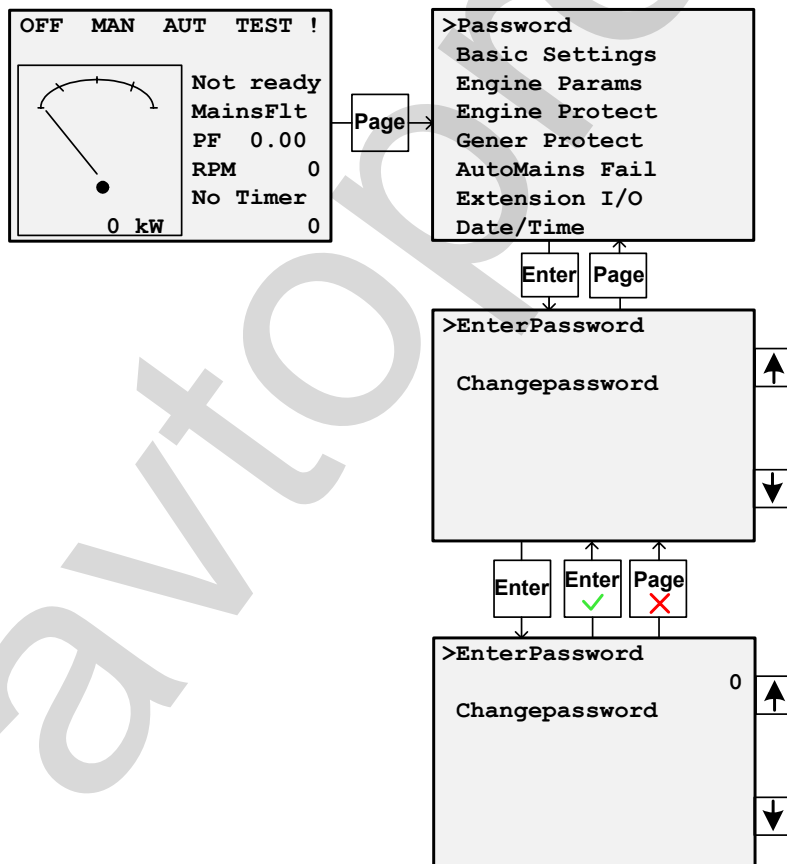 OFF MAN AUT TEST !
Not ready
MainsFlt
PF 0.00
RPM 0
No Timer
0 kW 0
Page
>Password
Basic Settings
Engine Params
Engine Protect
Gener Protect
AutoMains Fail
Extension I/O
Date/Time
Enter Page
>EnterPassword
Changepassword
Enter Enter Page
>EnterPassword
0
Changepassword